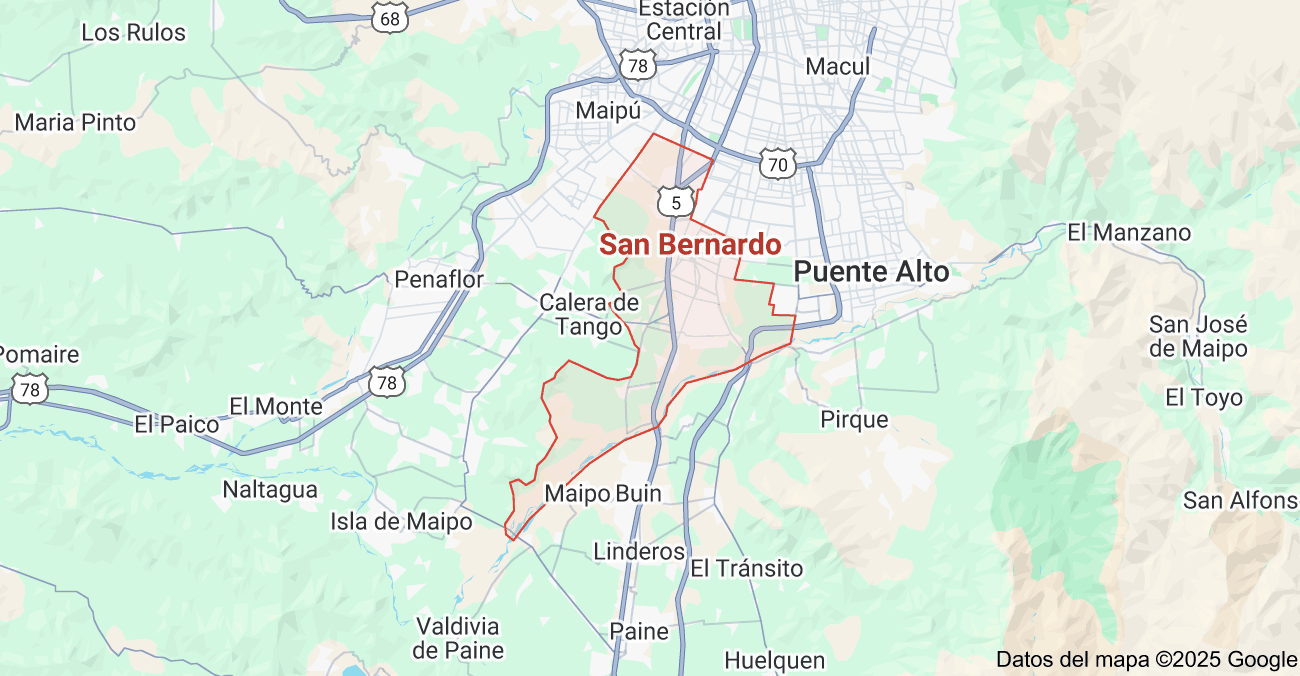 68
Estación
Central
Los Rulos
78
Macul
Maipú
Maria Pinto
70
5
El Manzano
San Bernardo
Puente Alto
Penaflor
Calera de
Tango
San José
de Maipo
Pomaire
78
78
El Monte
El Toyo
El Paico
Pirque
Naltagua
Maipo Buin
San Alfons
Isla de Maipo
Linderos
El Tránsito
Valdivia
de Paine
Paine
Huelquen
Datos del mapa ©2025 Google